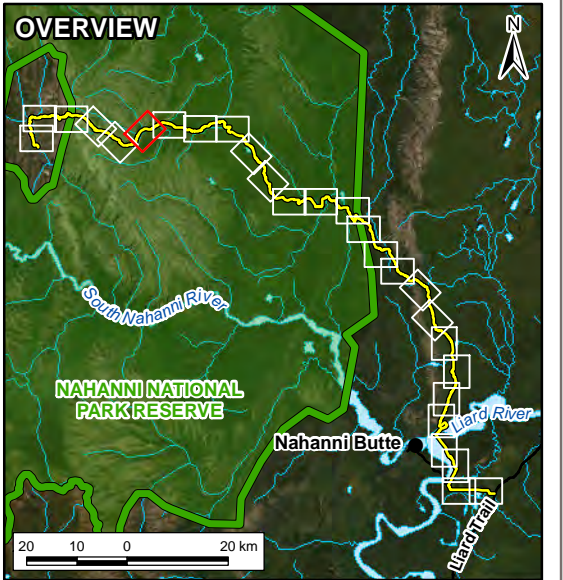 OVERVIEW
N
South Nahanni River
NAHANNI NATIONAL
PARK RESERVE
Liard River
Nahanni Butte
Liard Trail
20 10 0 20 km